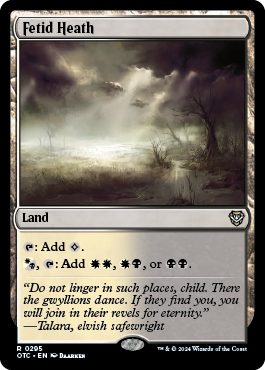 Fetid Heath
Land
: Add .
, : Add , , or .
“Do not linger in such places, child. There
the gwyllions dance. If they find you, you
will join in their revels for eternity.”
—Talara, elvish safewright
R 0295
OTC • EN Daarken
™ & © 2024 Wizards of the Coast